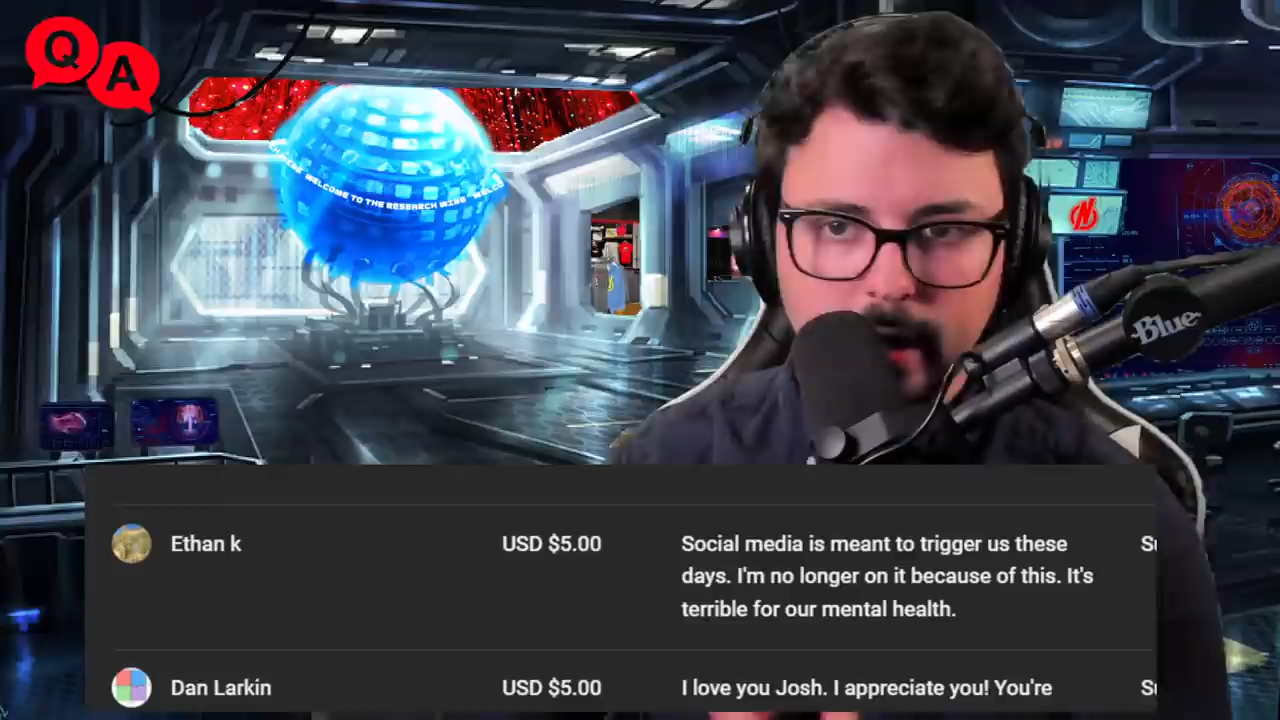 Q A
WELCOME TO THE RESEARCH WING
Blue
Ethan k USD $5.00 Social media is meant to trigger us these
days. I'm no longer on it because of this. It's
terrible for our mental health.
Dan Larkin USD $5.00 I love you Josh. I appreciate you! You're